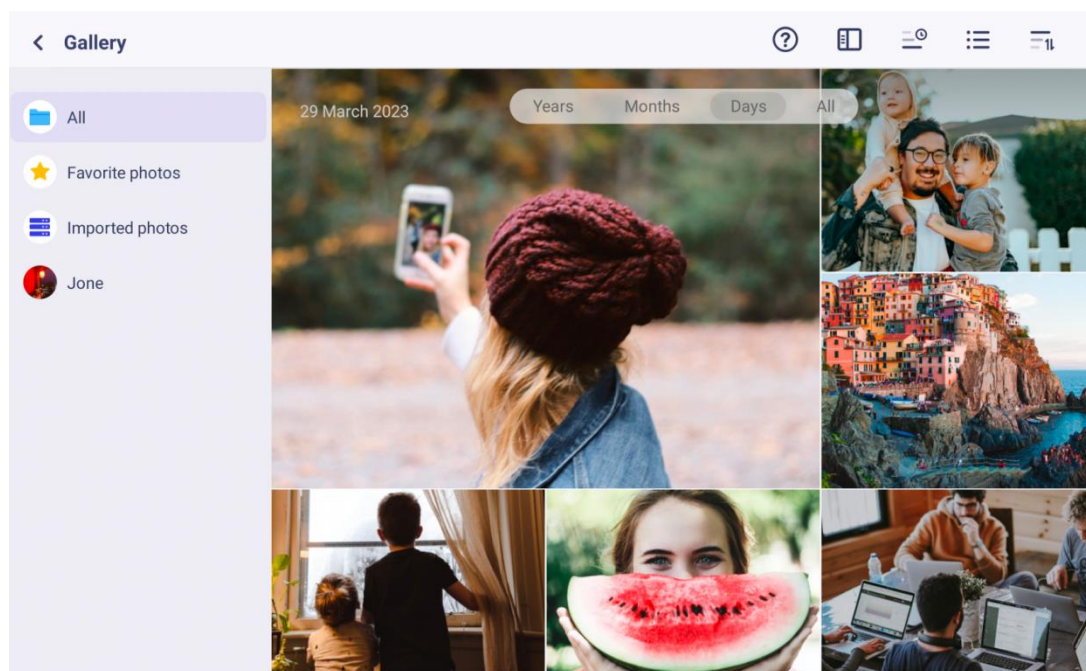 Gallery
All
Favorite photos
Imported photos
Jone
29 March 2023
Years Months Days All